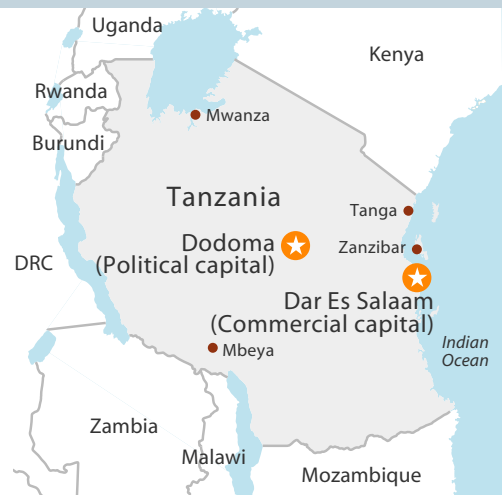 Uganda
Kenya
Rwanda
Mwanza
Burundi
Tanzania
Tanga
Dodoma
(Political capital)
Zanzibar
DRC
Dar Es Salaam
(Commercial capital)
Indian
Ocean
Mbeya
Zambia
Malawi
Mozambique